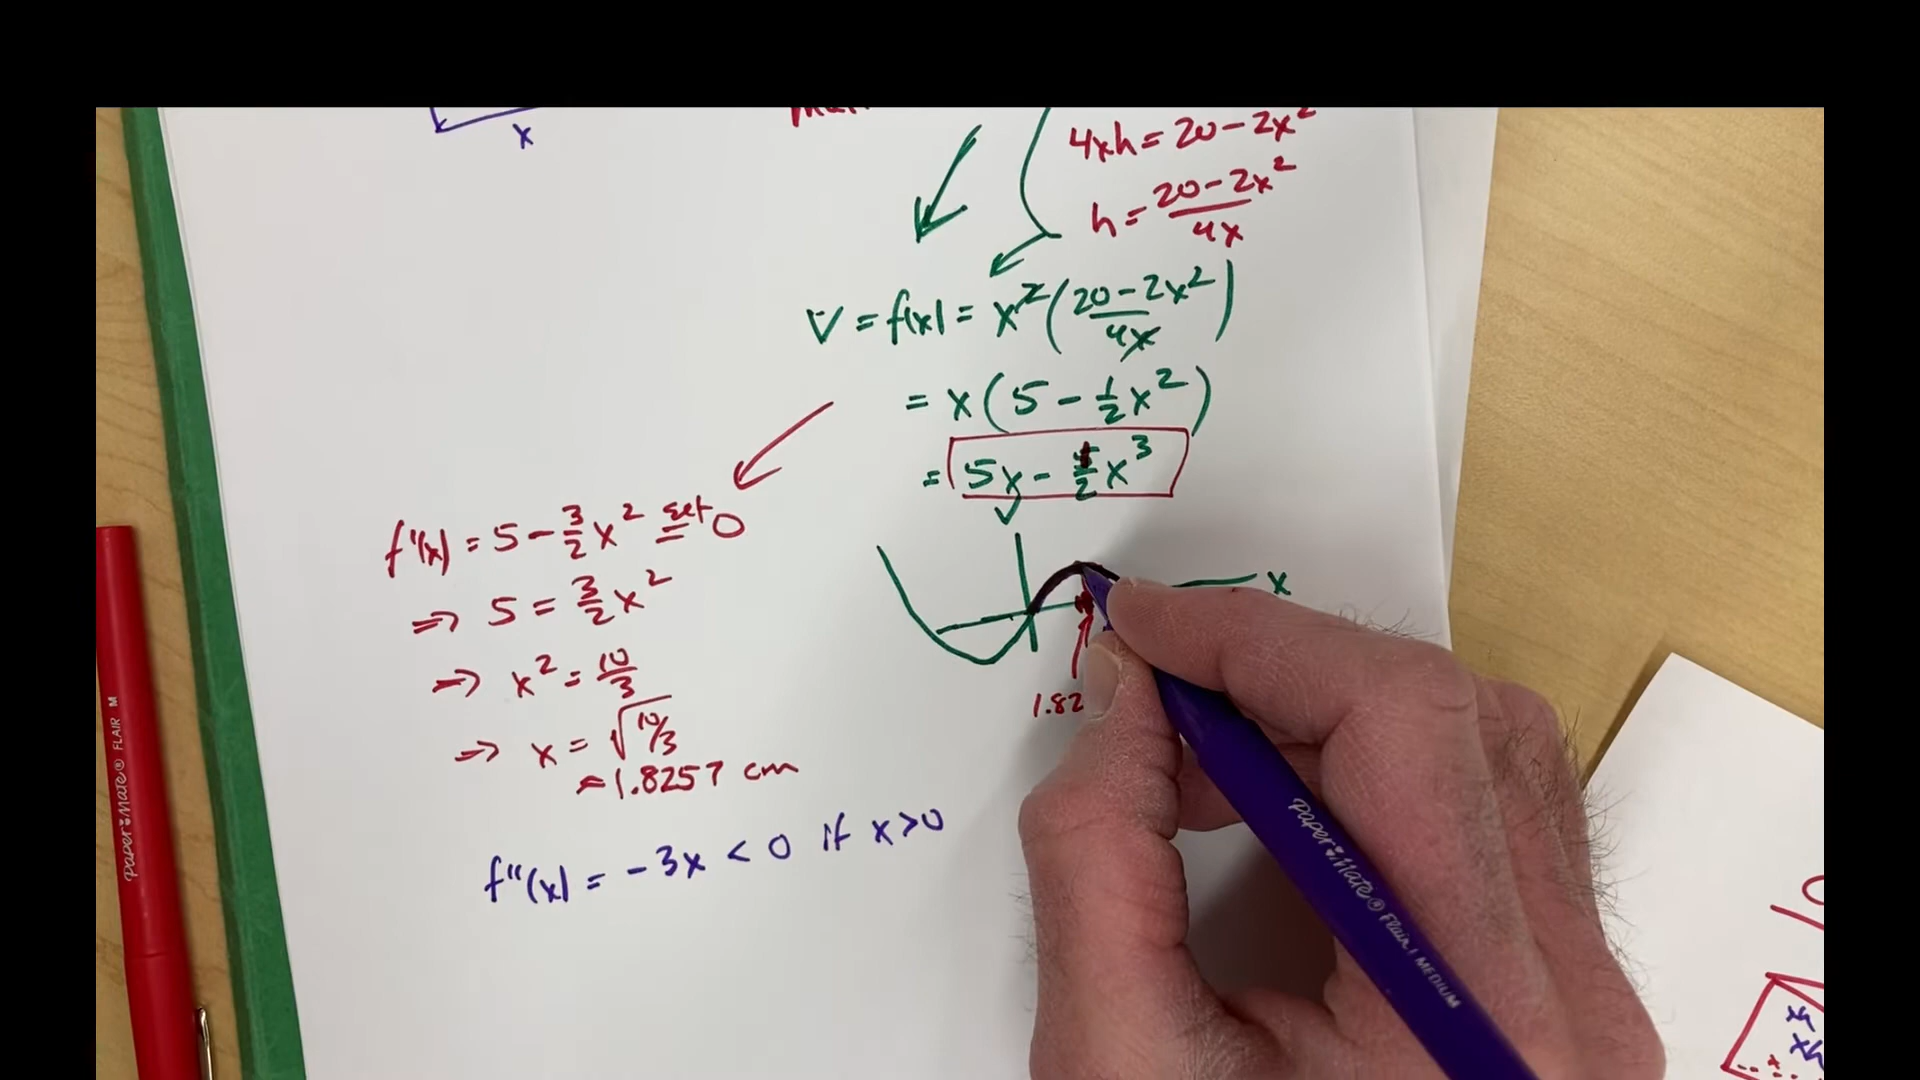 x
4xh = 20 - 2x²
h = (20 - 2x²)/4x
V = f(x) = x²((20 - 2x²)/4x)
= x(5 - ½x²)
= 5x - ½x³
V
x
1.82
f'(x) = 5 - 3/2 x² set = 0
⇒ 5 = 3/2 x²
⇒ x² = 10/3
⇒ x = √(10/3)
≈ 1.8257 cm
f''(x) = -3x < 0 if x > 0
PAPER MATE® FLAIR M
PAPER MATE® Flair MEDIUM
xh